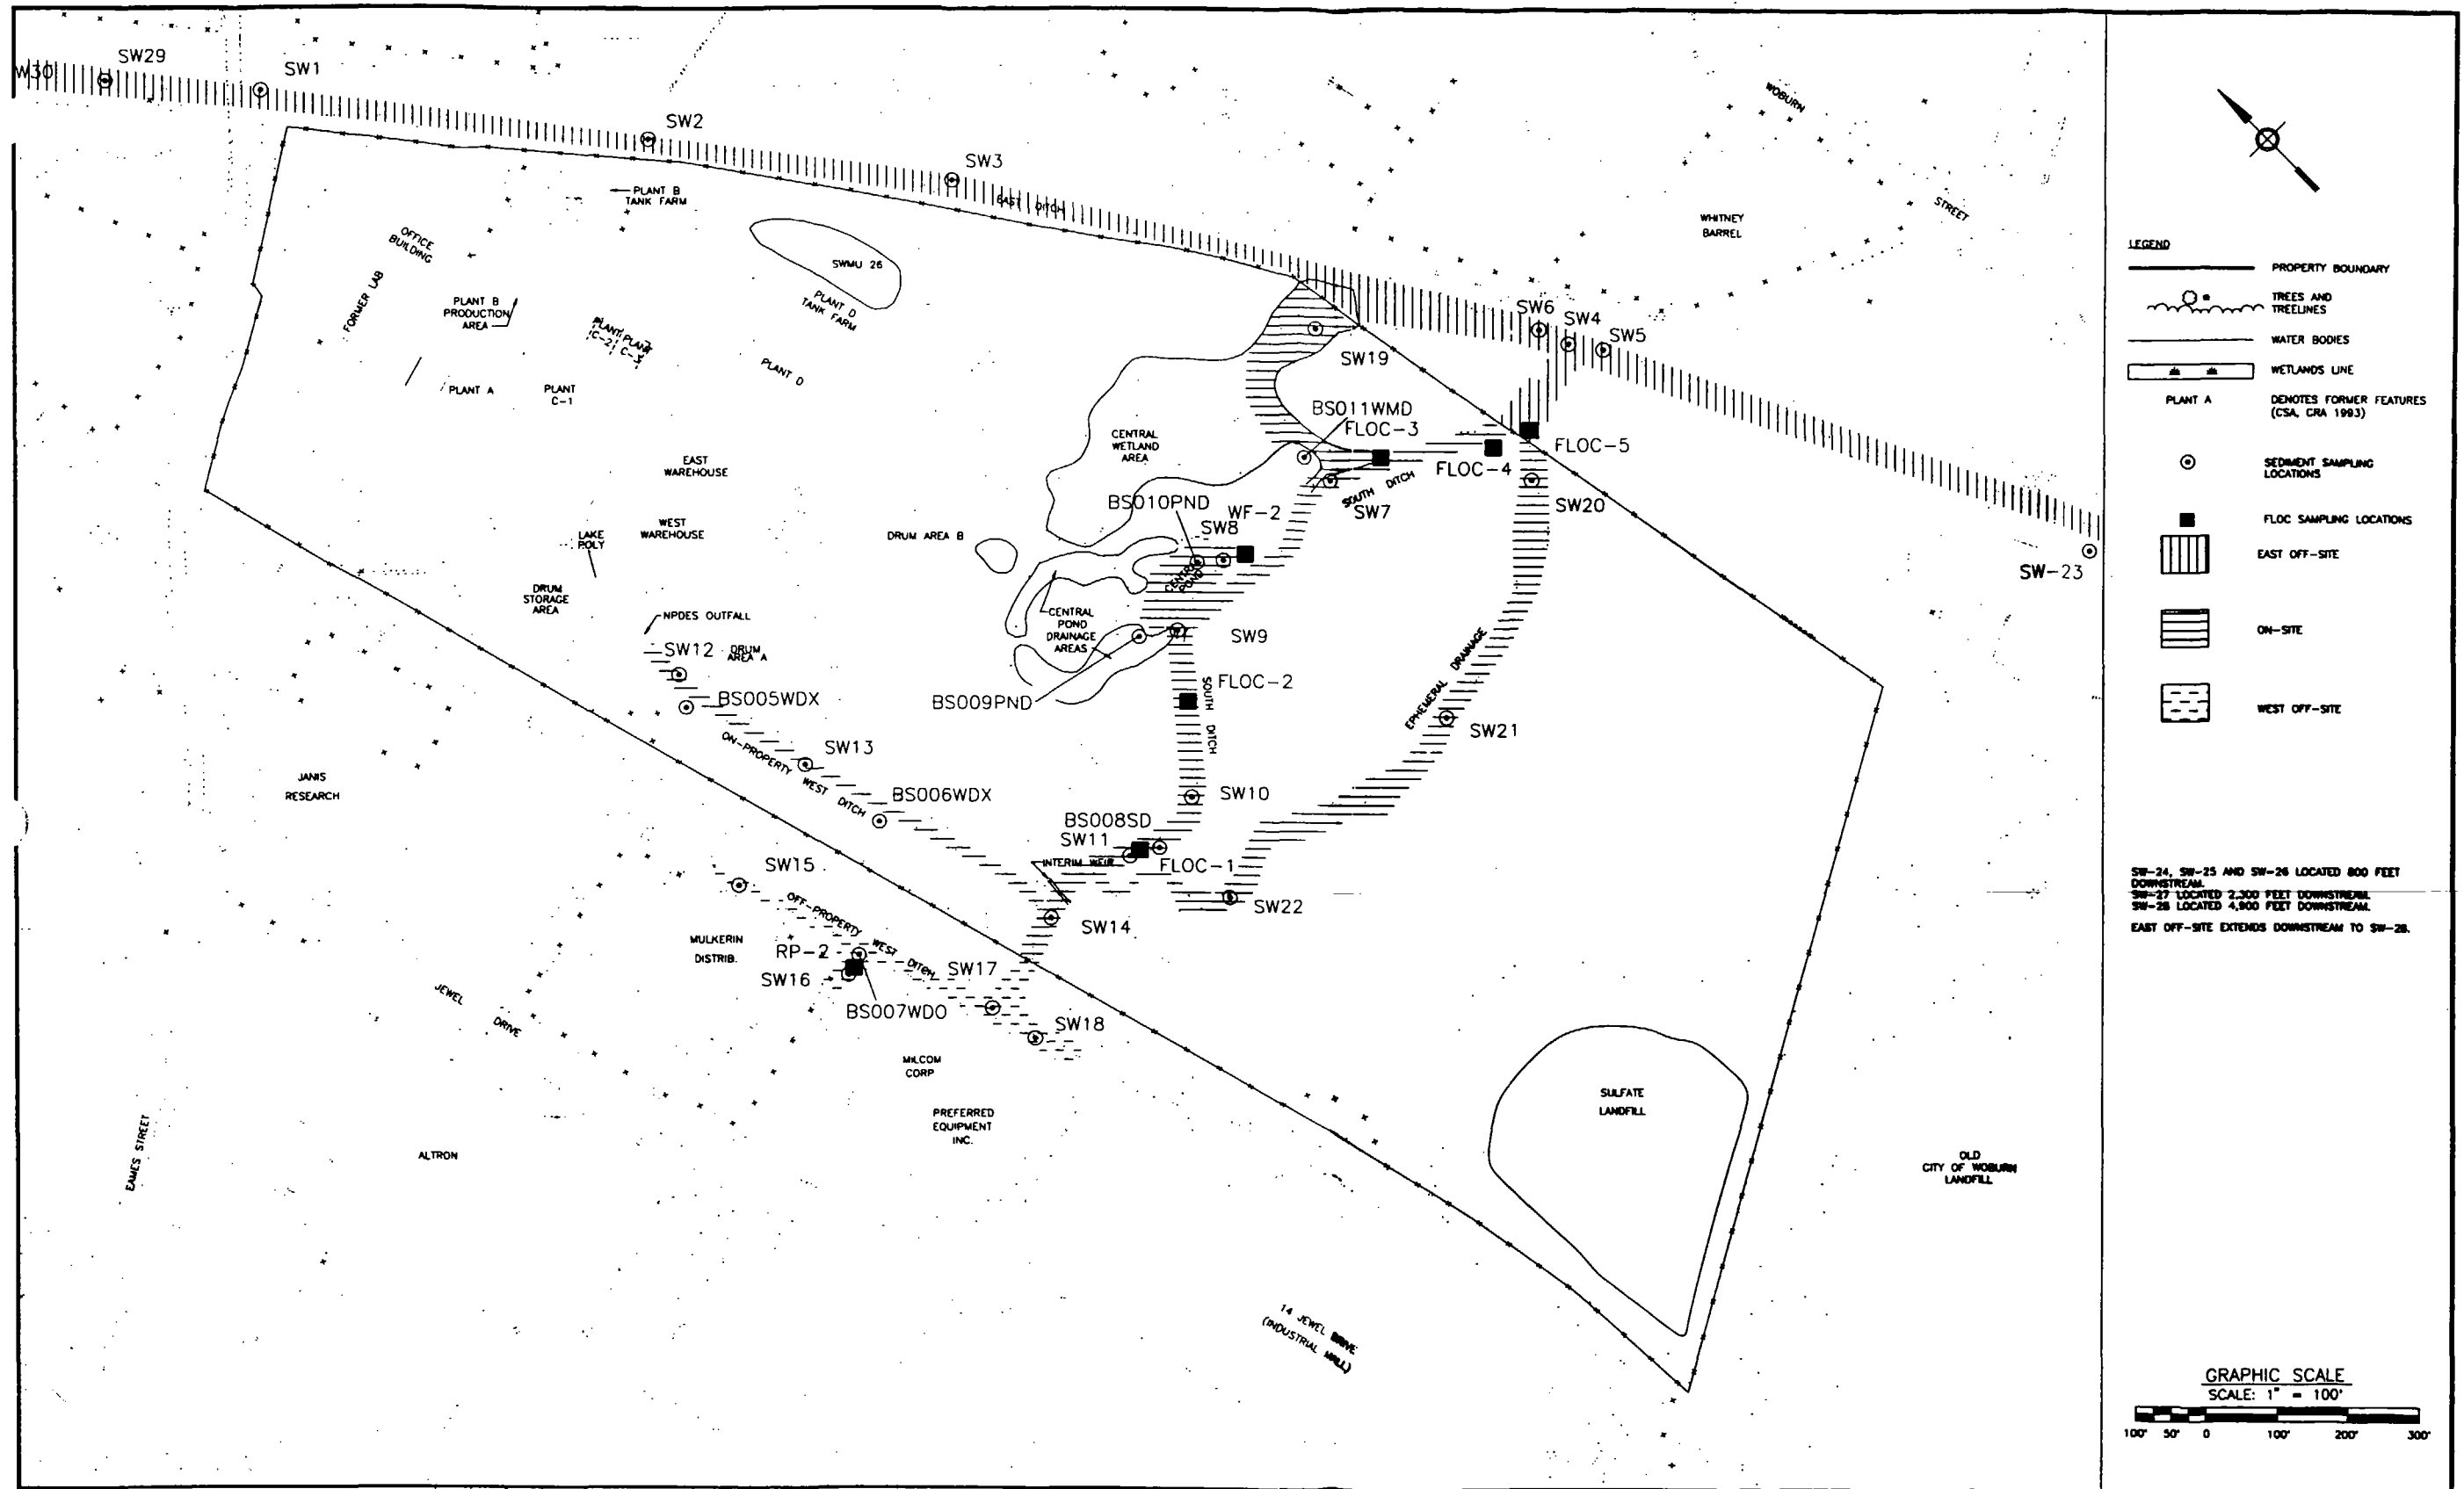 W30
SW29
SW1
SW2
SW3
EAST DITCH
PLANT B
TANK FARM
OFFICE
BUILDING
FORMER LAB
PLANT B
PRODUCTION
AREA
PLANT
C-2
PLANT
C-3
PLANT A
PLANT
C-1
SWMU 26
PLANT D
TANK FARM
PLANT D
WOBURN
STREET
WHITNEY
BARREL
SW6
SW4
SW5
SW19
BS011WMD
FLOC-3
FLOC-4
FLOC-5
SW20
SW-23
CENTRAL
WETLAND
AREA
SOUTH DITCH
SW7
EAST
WAREHOUSE
WEST
WAREHOUSE
LAKE
POLY
DRUM AREA B
BS010PND
SW8
WF-2
CENTRAL
POND
DRUM
STORAGE
AREA
NPDES OUTFALL
CENTRAL
POND
DRAINAGE
AREAS
SW9
SW12
DRUM
AREA A
BS005WDX
BS009PND
FLOC-2
SOUTH DITCH
EPHEMERAL DRAINAGE
SW21
SW13
ON-PROPERTY WEST DITCH
BS006WDX
SW10
BS008SD
SW11
INTERIM WEIR
FLOC-1
SW22
SW14
JANIS
RESEARCH
SW15
OFF-PROPERTY WEST DITCH
MULKERIN
DISTRIB.
RP-2
SW16
SW17
BS007WDO
SW18
JEWEL
DRIVE
MILCOM
CORP
PREFERRED
EQUIPMENT
INC.
EAMES STREET
ALTRON
SULFATE
LANDFILL
OLD
CITY OF WOBURN
LANDFILL
14 JEWEL DRIVE
(INDUSTRIAL MALL)
LEGEND
PROPERTY BOUNDARY
TREES AND
TREELINES
WATER BODIES
WETLANDS LINE
PLANT A
DENOTES FORMER FEATURES
(CSA, CRA 1993)
SEDIMENT SAMPLING
LOCATIONS
FLOC SAMPLING LOCATIONS
EAST OFF-SITE
ON-SITE
WEST OFF-SITE
SW-24, SW-25 AND SW-26 LOCATED 800 FEET
DOWNSTREAM.
SW-27 LOCATED 2,300 FEET DOWNSTREAM.
SW-28 LOCATED 4,900 FEET DOWNSTREAM.
EAST OFF-SITE EXTENDS DOWNSTREAM TO SW-28.
GRAPHIC SCALE
SCALE: 1" = 100'
100' 50' 0 100' 200' 300'